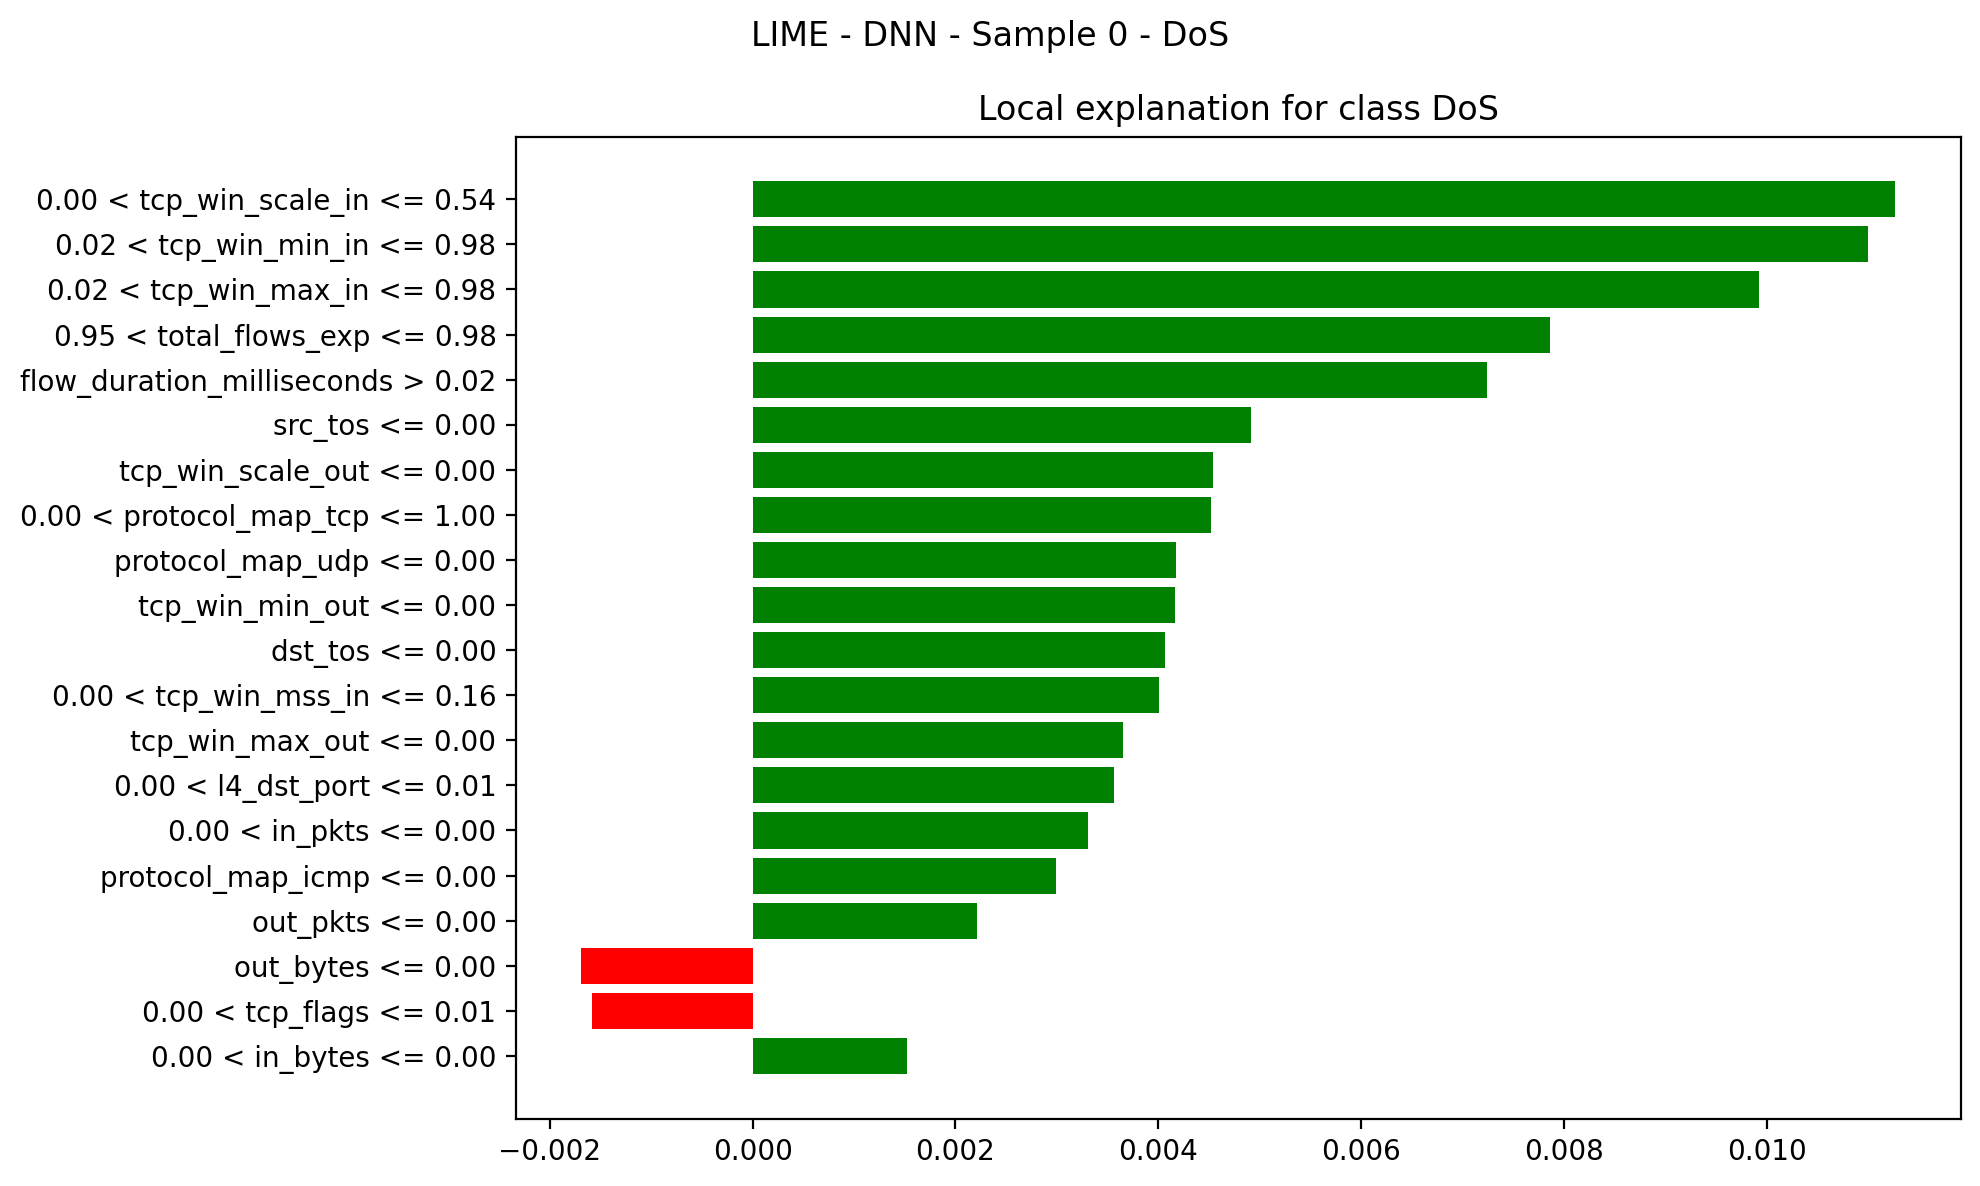 LIME - DNN - Sample 0 - DoS
Local explanation for class DoS
0.00 < tcp_win_scale_in <= 0.54
0.02 < tcp_win_min_in <= 0.98
0.02 < tcp_win_max_in <= 0.98
0.95 < total_flows_exp <= 0.98
flow_duration_milliseconds > 0.02
src_tos <= 0.00
tcp_win_scale_out <= 0.00
0.00 < protocol_map_tcp <= 1.00
protocol_map_udp <= 0.00
tcp_win_min_out <= 0.00
dst_tos <= 0.00
0.00 < tcp_win_mss_in <= 0.16
tcp_win_max_out <= 0.00
0.00 < l4_dst_port <= 0.01
0.00 < in_pkts <= 0.00
protocol_map_icmp <= 0.00
out_pkts <= 0.00
out_bytes <= 0.00
0.00 < tcp_flags <= 0.01
0.00 < in_bytes <= 0.00
−0.002 0.000 0.002 0.004 0.006 0.008 0.010